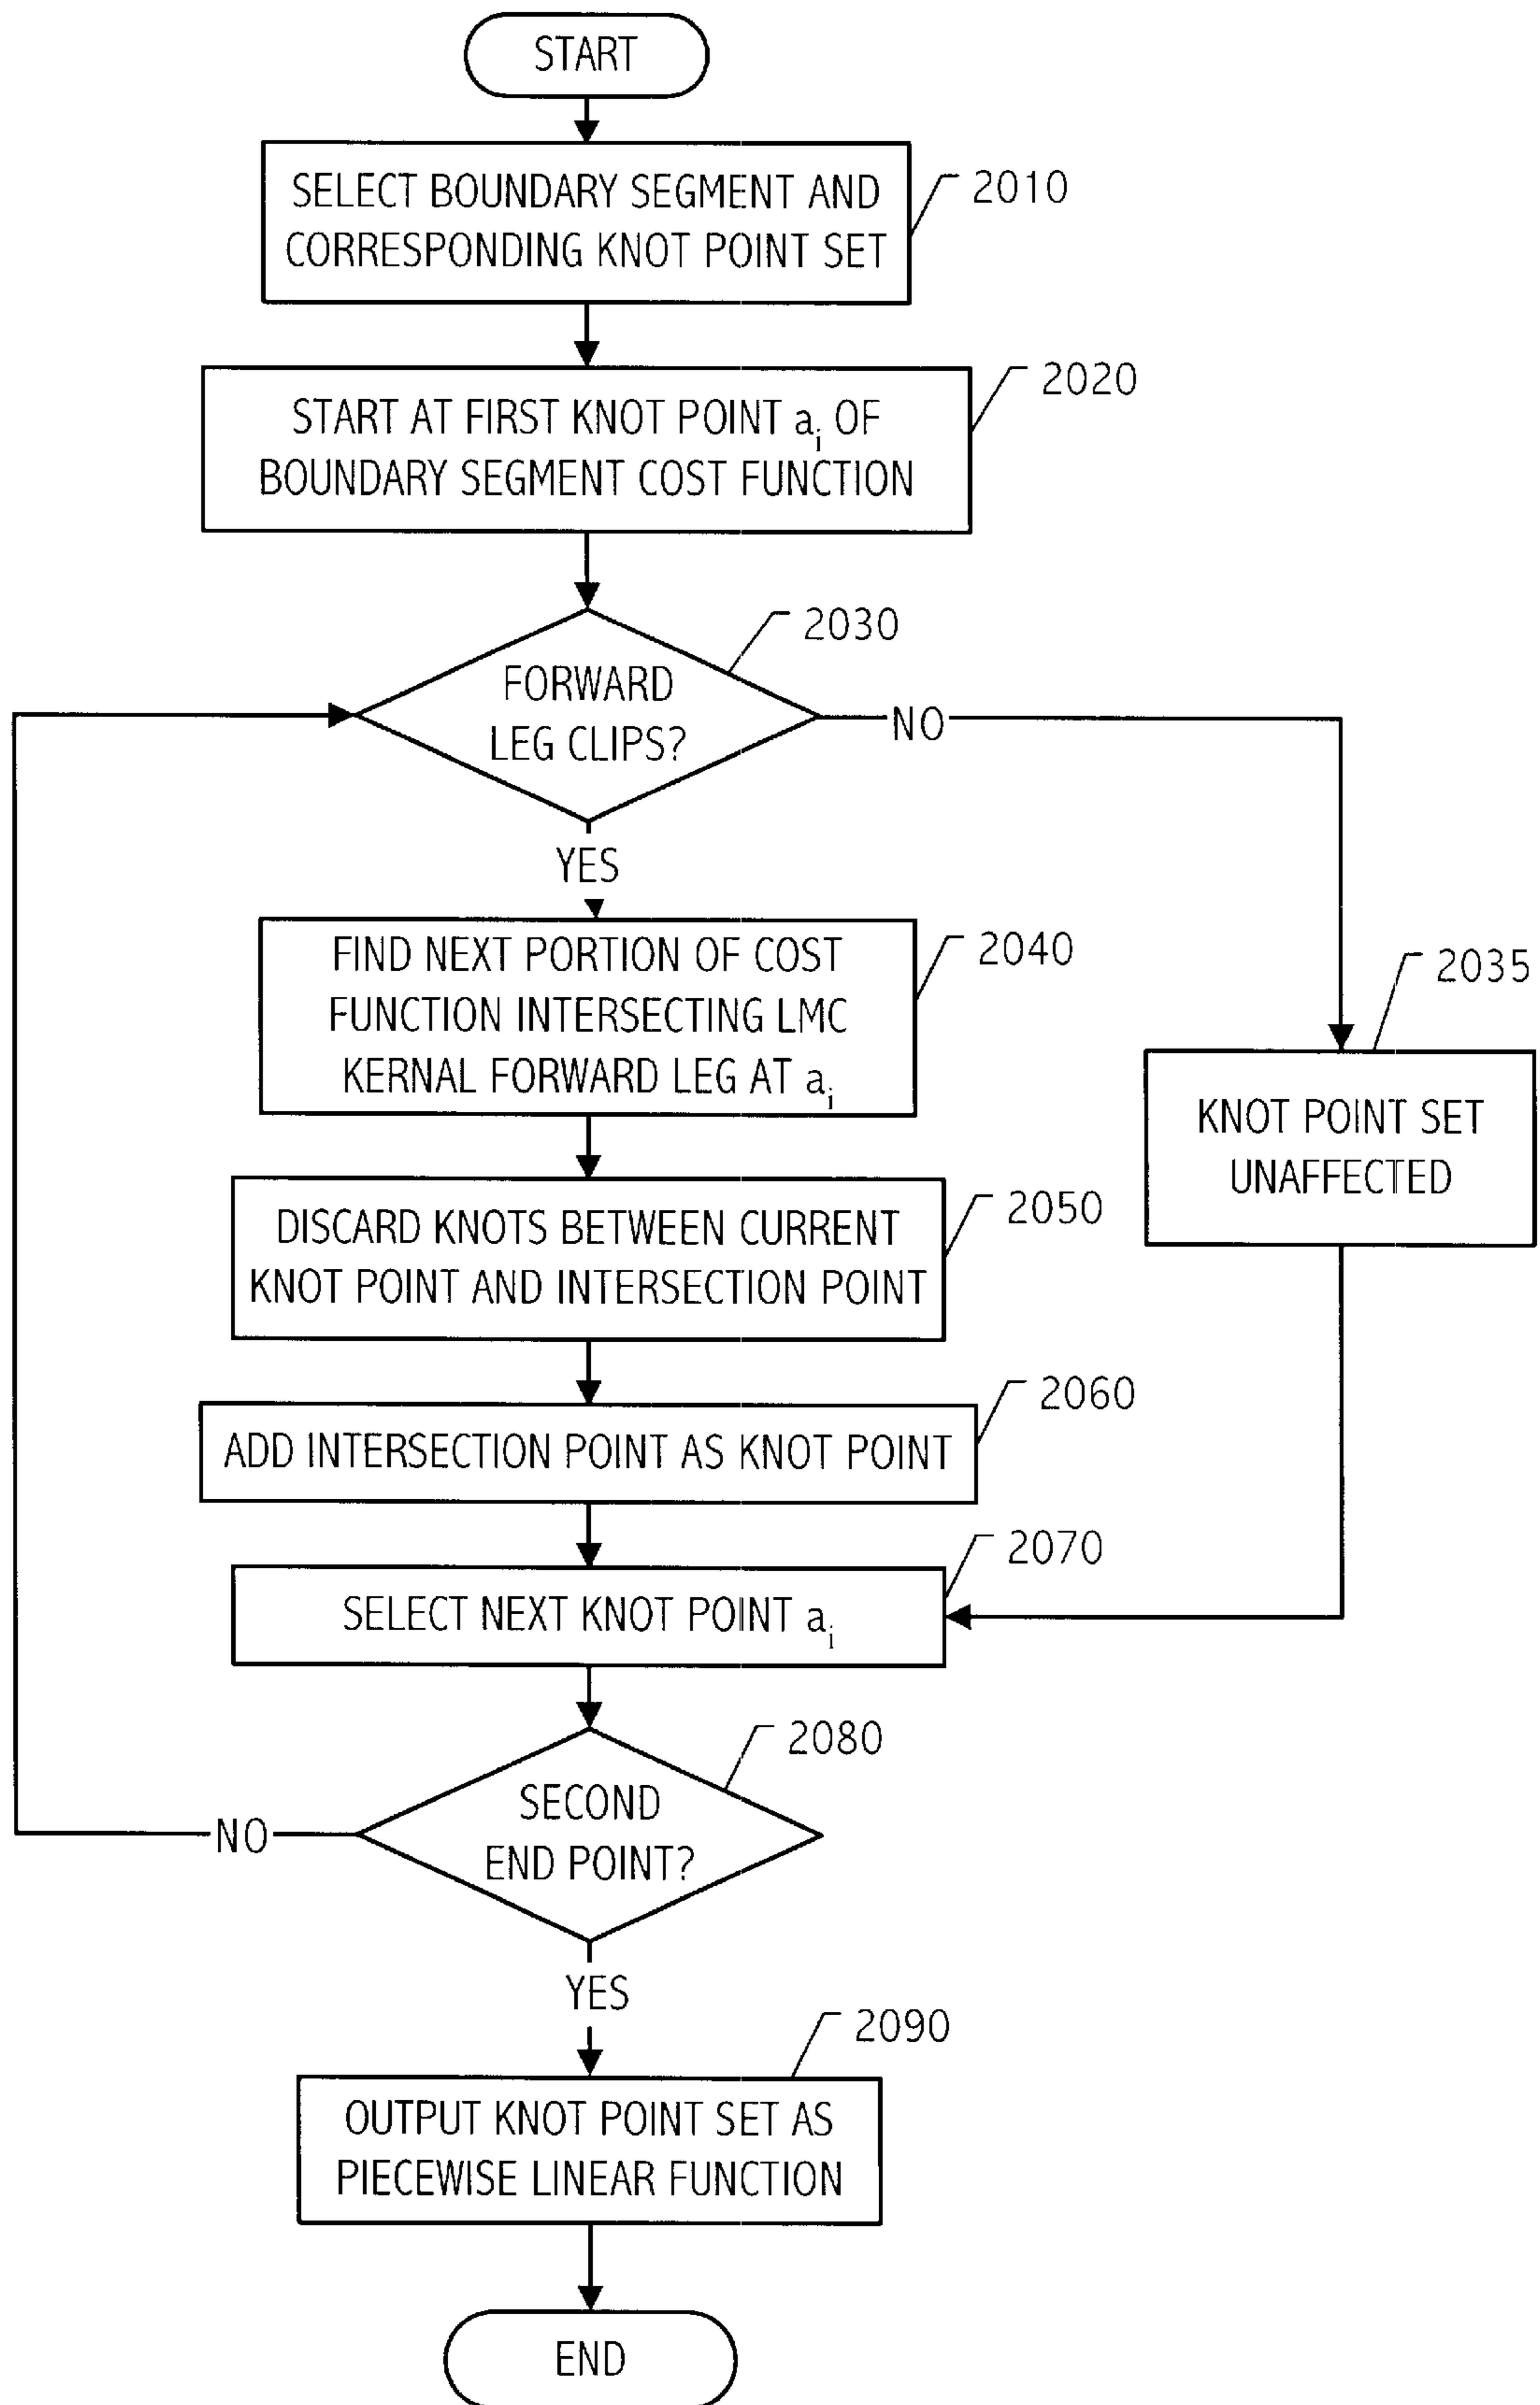 START
SELECT BOUNDARY SEGMENT AND
CORRESPONDING KNOT POINT SET
2010
START AT FIRST KNOT POINT ai OF
BOUNDARY SEGMENT COST FUNCTION
2020
FORWARD
LEG CLIPS?
2030
NO
YES
FIND NEXT PORTION OF COST
FUNCTION INTERSECTING LMC
KERNAL FORWARD LEG AT ai
2040
KNOT POINT SET
UNAFFECTED
2035
DISCARD KNOTS BETWEEN CURRENT
KNOT POINT AND INTERSECTION POINT
2050
ADD INTERSECTION POINT AS KNOT POINT
2060
SELECT NEXT KNOT POINT ai
2070
SECOND
END POINT?
2080
NO
YES
OUTPUT KNOT POINT SET AS
PIECEWISE LINEAR FUNCTION
2090
END